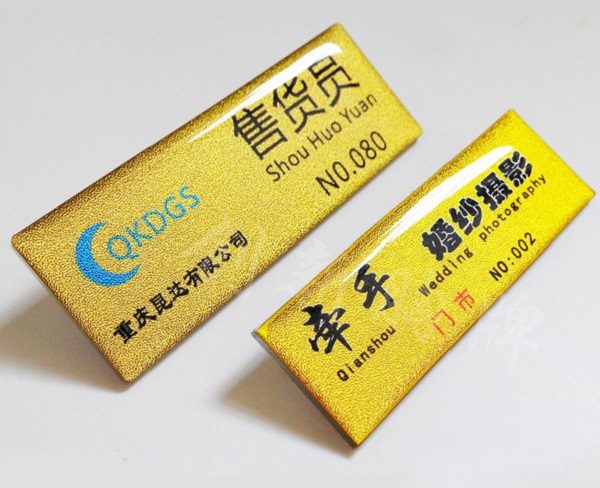 售货员
Shou Huo Yuan
NO.080
QKDGS
重庆昆达有限公司
牵手 婚纱摄影
Qianshou Wedding photography
门市 NO:002